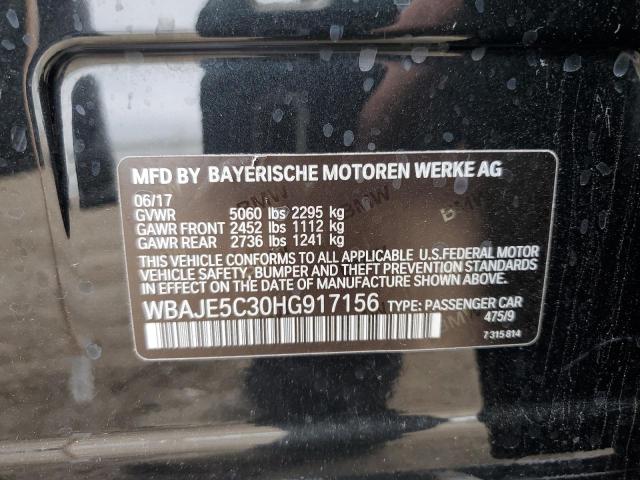 MFD BY BAYERISCHE MOTOREN WERKE AG
06/17
GVWR 5060 lbs 2295 kg
GAWR FRONT 2452 lbs 1112 kg
GAWR REAR 2736 lbs 1241 kg
THIS VEHICLE CONFORMS TO ALL APPLICABLE U.S.FEDERAL MOTOR
VEHICLE SAFETY, BUMPER AND THEFT PREVENTION STANDARDS
IN EFFECT ON THE DATE OF MANUFACTURE SHOWN ABOVE.
WBAJE5C30HG917156 TYPE: PASSENGER CAR
475/9
7 315 814
BMW
BMW
BMW